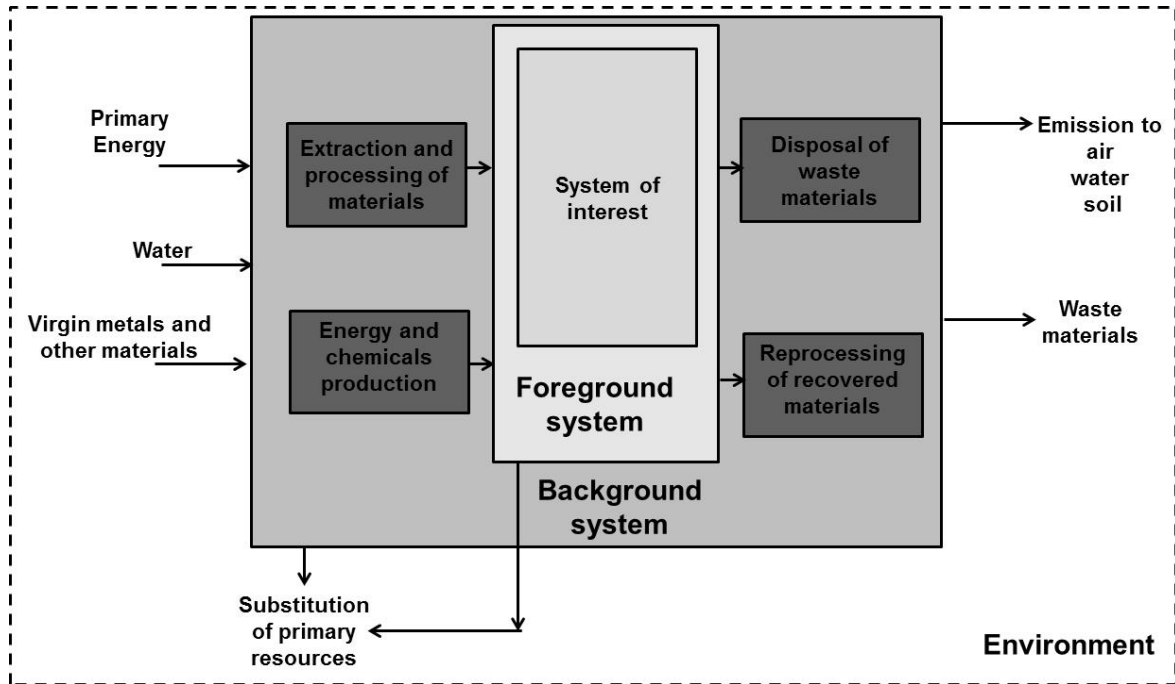 Primary
Energy
Water
Virgin metals and
other materials
Extraction and
processing of
materials
Energy and
chemicals
production
System of
interest
Foreground
system
Background
system
Disposal of
waste
materials
Reprocessing
of recovered
materials
Emission to
air
water
soil
Waste
materials
Substitution
of primary
resources
Environment